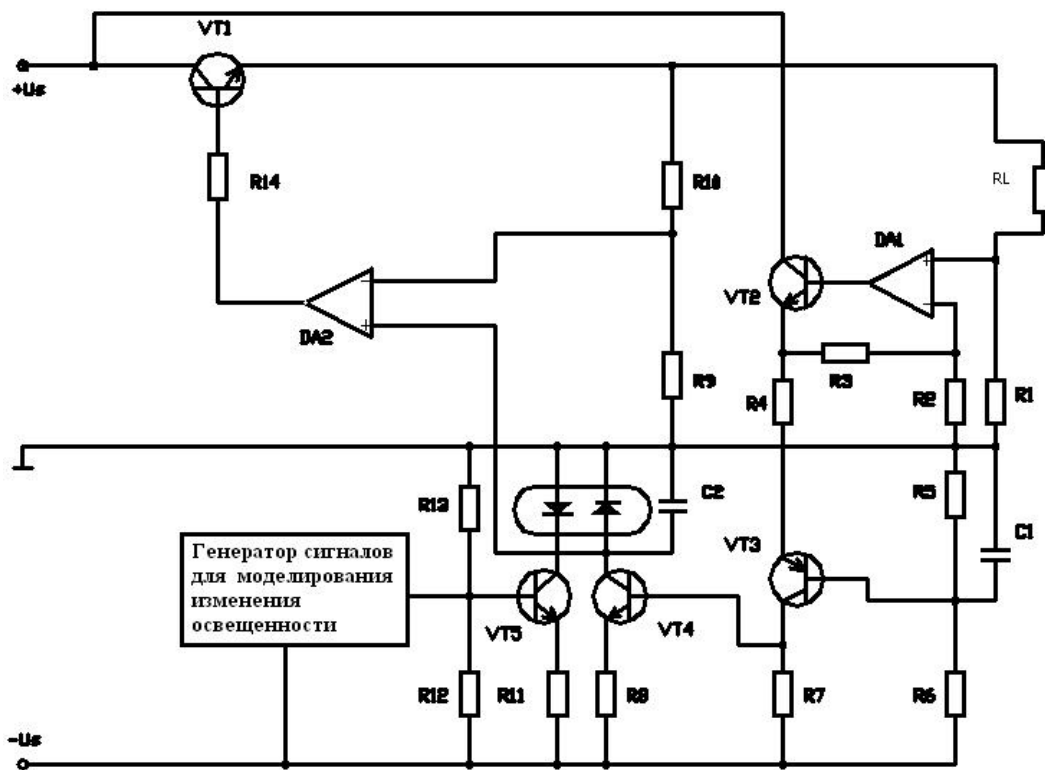 VT1
+Us
R14
R10
RL
DA1
VT2
DA2
R3
R9
R4
R2
R1
R13
C2
R5
C1
VT3
Генератор сигналов
для моделирования
изменения
освещенности
VT5
VT4
R12
R11
R8
R7
R6
-Us